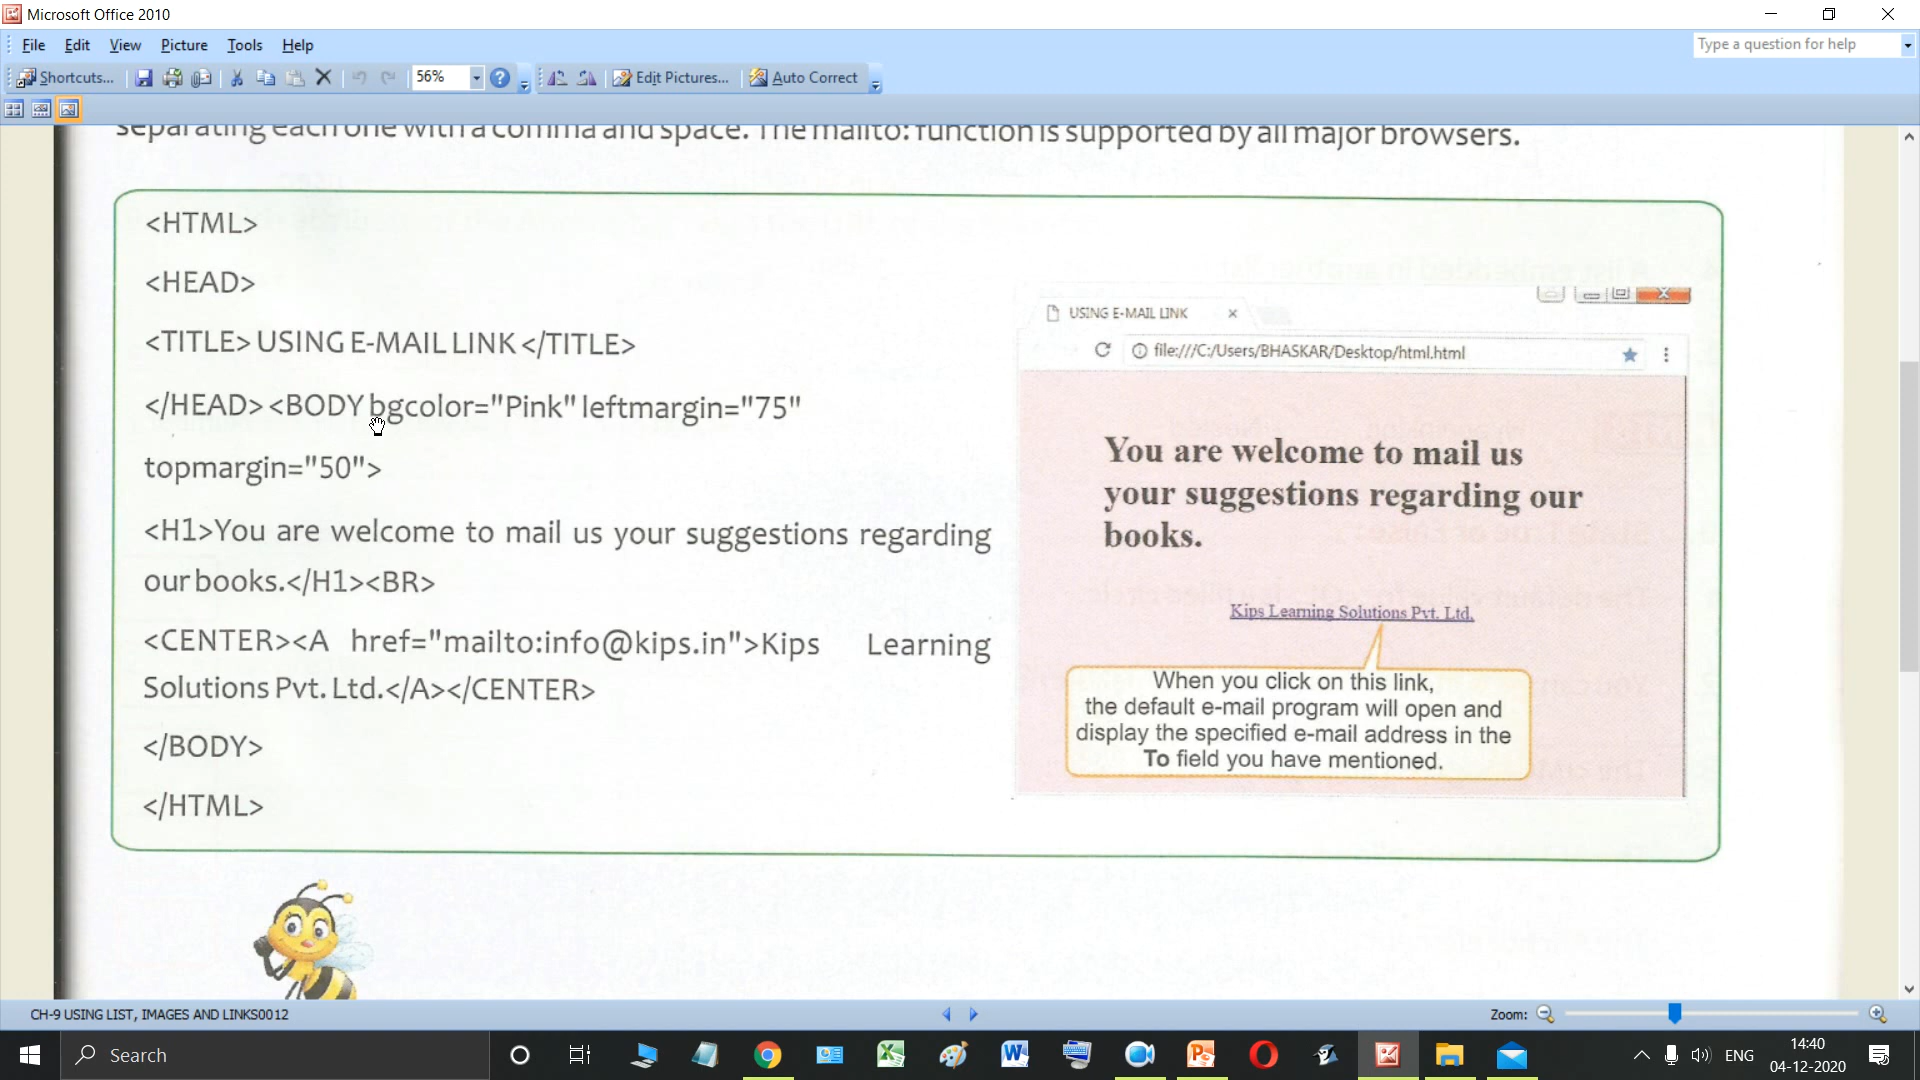 Microsoft Office 2010
File Edit View Picture Tools Help
Type a question for help
Shortcuts...
56%
Edit Pictures...
Auto Correct
separating each one with a comma and space. The mailto: function is supported by all major browsers.
<HTML>
<HEAD>
<TITLE> USING E-MAIL LINK </TITLE>
</HEAD> <BODY bgcolor="Pink" leftmargin="75"
topmargin="50">
<H1>You are welcome to mail us your suggestions regarding
our books.</H1><BR>
<CENTER><A href="mailto:info@kips.in">Kips Learning
Solutions Pvt. Ltd.</A></CENTER>
</BODY>
</HTML>
USING E-MAIL LINK
file:///C:/Users/BHASKAR/Desktop/html.html
You are welcome to mail us
your suggestions regarding our
books.
Kips Learning Solutions Pvt. Ltd.
When you click on this link,
the default e-mail program will open and
display the specified e-mail address in the
To field you have mentioned.
CH-9 USING LIST, IMAGES AND LINKS0012
Zoom:
Search
ENG
14:40
04-12-2020